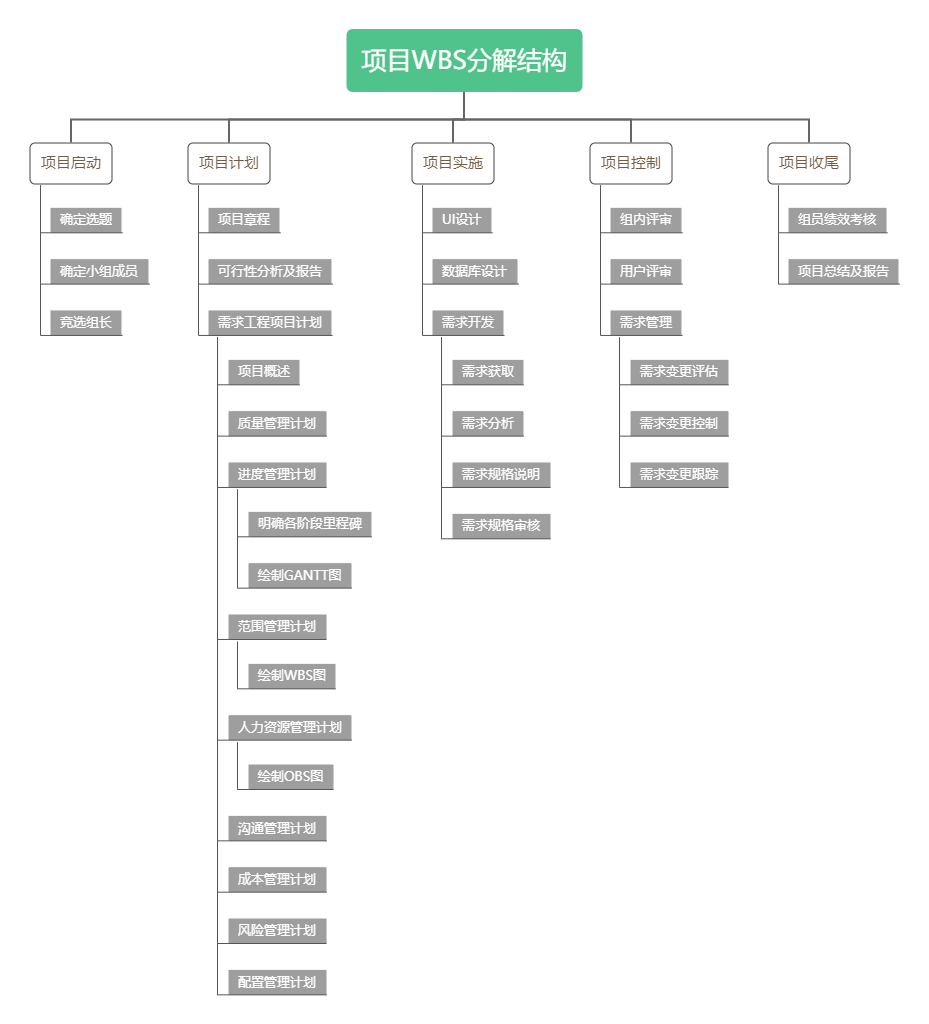 项目WBS分解结构
项目启动
确定选题
确定小组成员
竞选组长
项目计划
项目章程
可行性分析及报告
需求工程项目计划
项目概述
质量管理计划
进度管理计划
明确各阶段里程碑
绘制GANTT图
范围管理计划
绘制WBS图
人力资源管理计划
绘制OBS图
沟通管理计划
成本管理计划
风险管理计划
配置管理计划
项目实施
UI设计
数据库设计
需求开发
需求获取
需求分析
需求规格说明
需求规格审核
项目控制
组内评审
用户评审
需求管理
需求变更评估
需求变更控制
需求变更跟踪
项目收尾
组员绩效考核
项目总结及报告